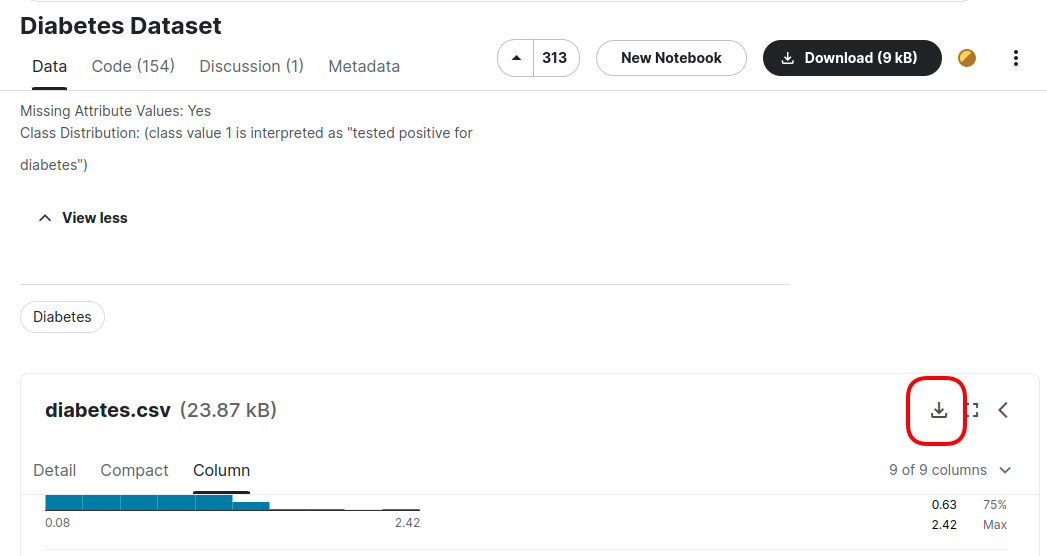 Diabetes Dataset
Data Code (154) Discussion (1) Metadata
313 New Notebook Download (9 kB)
Missing Attribute Values: Yes
Class Distribution: (class value 1 is interpreted as "tested positive for
diabetes")
View less
Diabetes
diabetes.csv (23.87 kB)
Detail Compact Column 9 of 9 columns
0.63 75%
0.08 2.42 2.42 Max